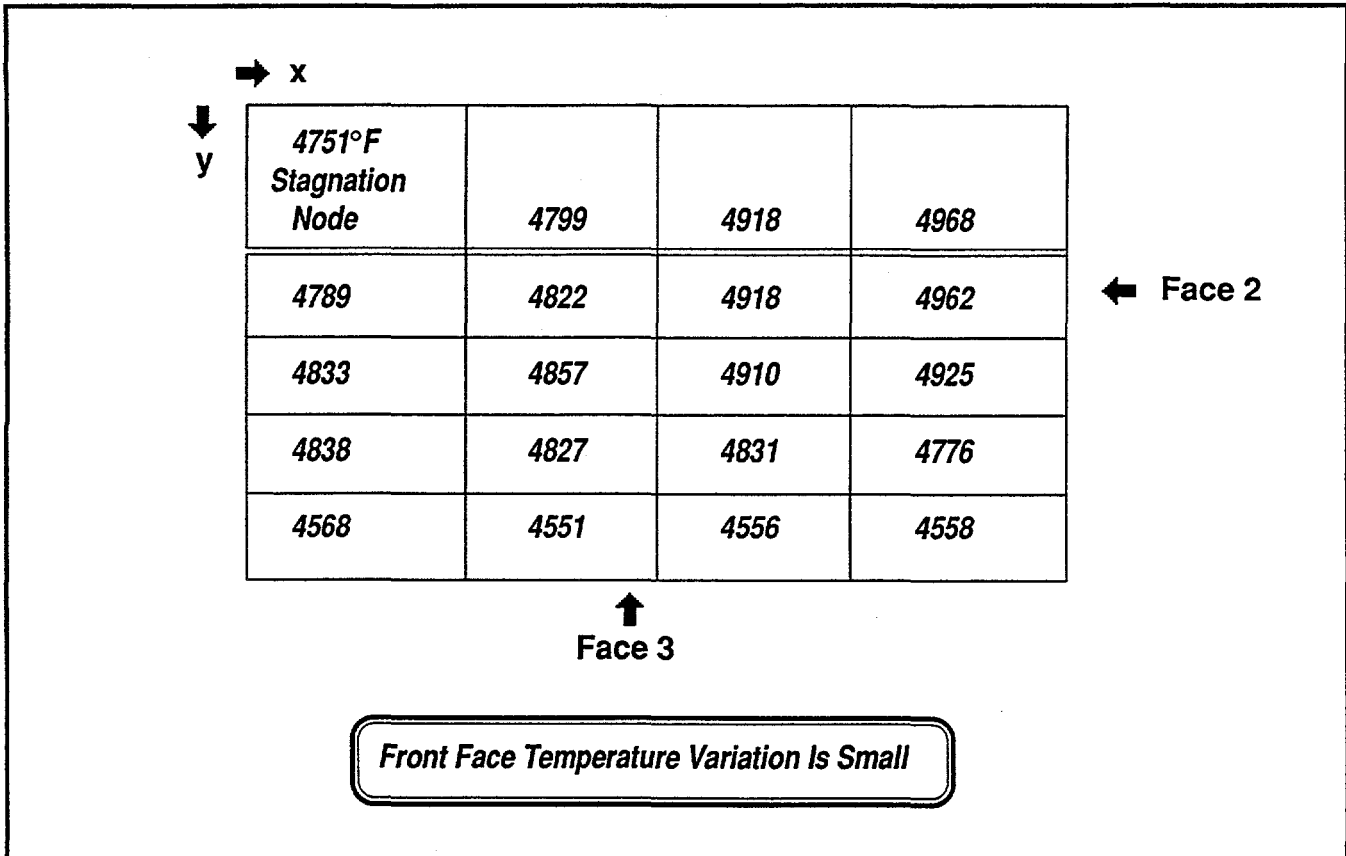 x
y
4751°F
Stagnation
Node 4799 4918 4968
4789 4822 4918 4962
Face 2
4833 4857 4910 4925
4838 4827 4831 4776
4568 4551 4556 4558
Face 3
Front Face Temperature Variation Is Small